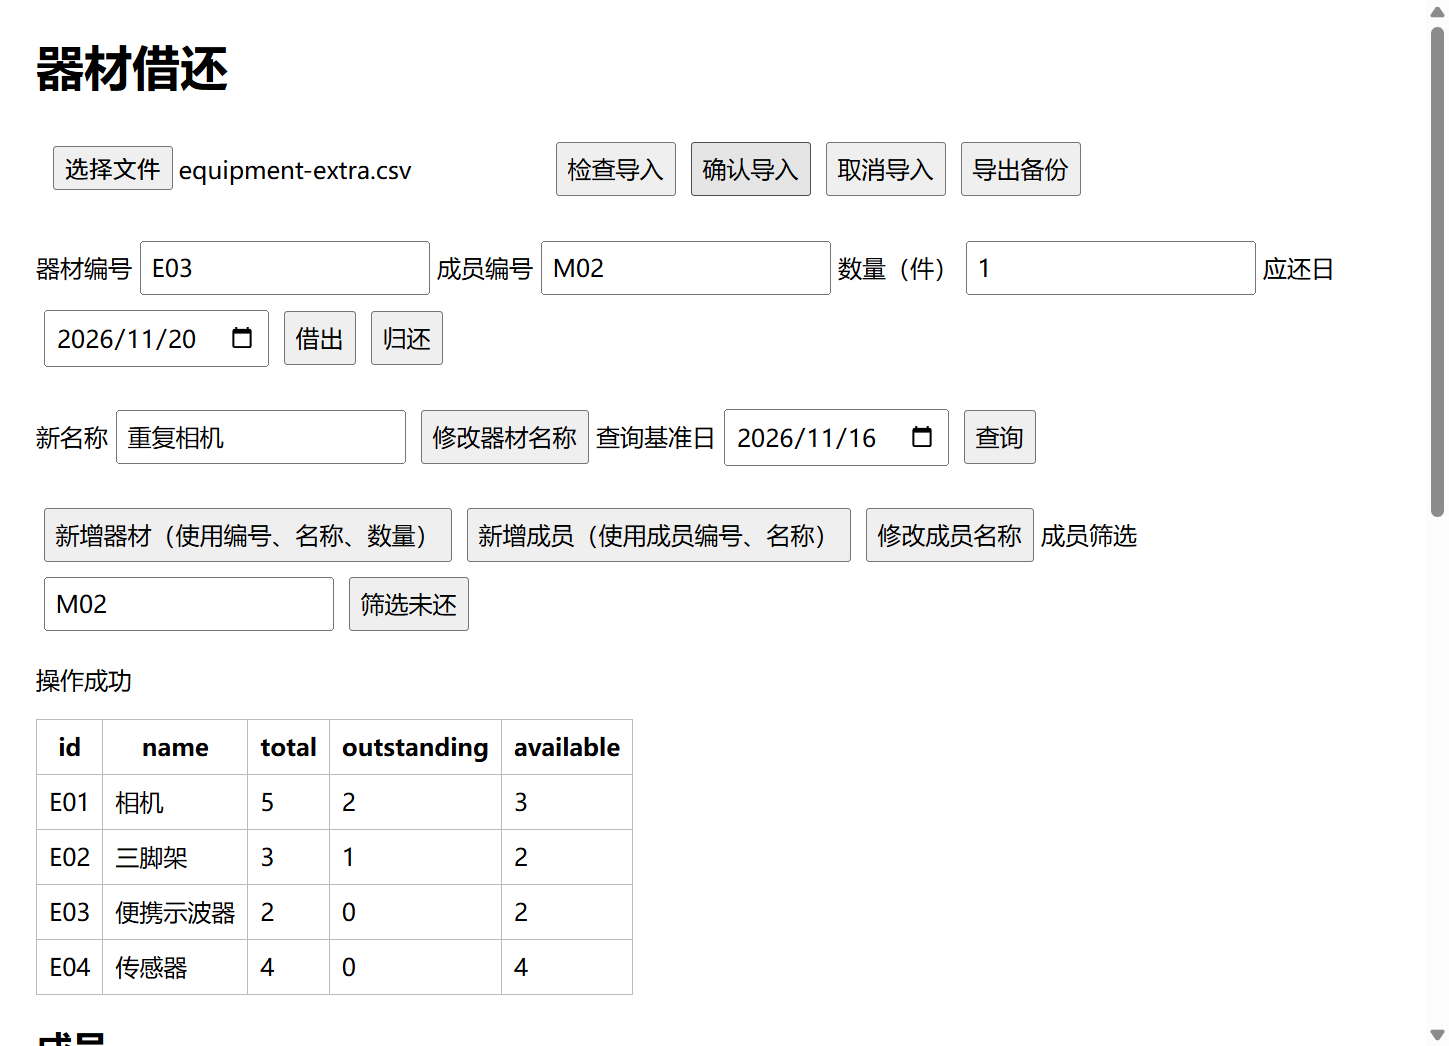 器材借还
选择文件 equipment-extra.csv 检查导入 确认导入 取消导入 导出备份
器材编号 E03 成员编号 M02 数量（件） 1 应还日
2026/11/20 借出 归还
新名称 重复相机 修改器材名称 查询基准日 2026/11/16 查询
新增器材（使用编号、名称、数量） 新增成员（使用成员编号、名称） 修改成员名称 成员筛选
M02 筛选未还
操作成功
id name total outstanding available
E01 相机 5 2 3
E02 三脚架 3 1 2
E03 便携示波器 2 0 2
E04 传感器 4 0 4
成员